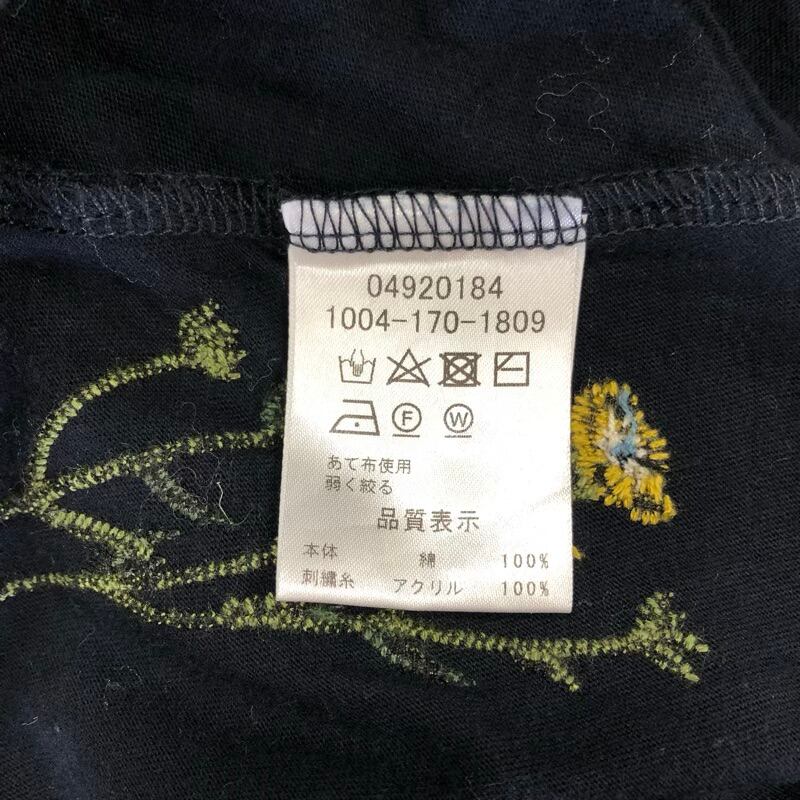 04920184
1004-170-1809
F W
あて布使用
弱く絞る
品質表示
本体 綿 100%
刺繍糸 アクリル 100%